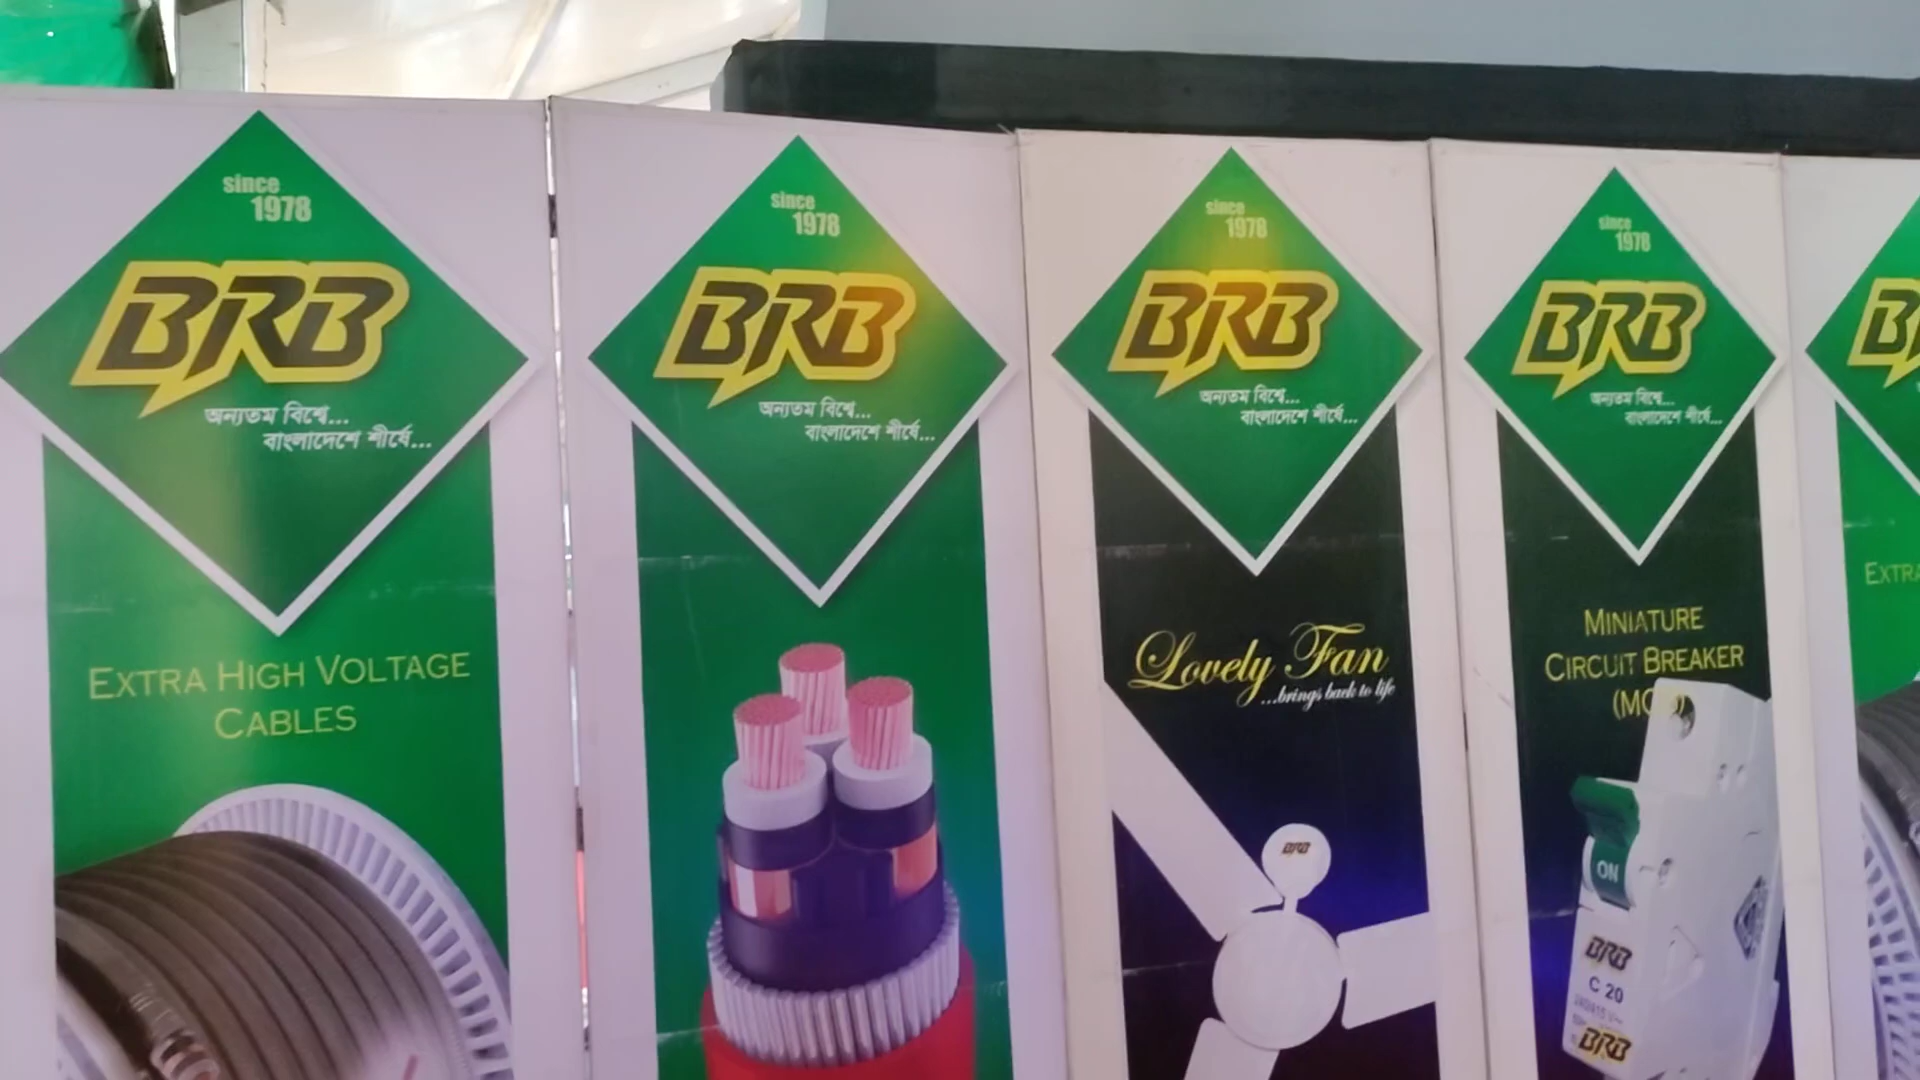 since
1978
BRB
অন্যতম বিশ্বে...
বাংলাদেশে শীর্ষে...
EXTRA HIGH VOLTAGE
CABLES
since
1978
BRB
অন্যতম বিশ্বে...
বাংলাদেশে শীর্ষে...
since
1978
BRB
অন্যতম বিশ্বে...
বাংলাদেশে শীর্ষে...
Lovely Fan
...brings back to life
BRB
since
1978
BRB
অন্যতম বিশ্বে...
বাংলাদেশে শীর্ষে...
MINIATURE
CIRCUIT BREAKER
ON
BRB
C 20
BRB